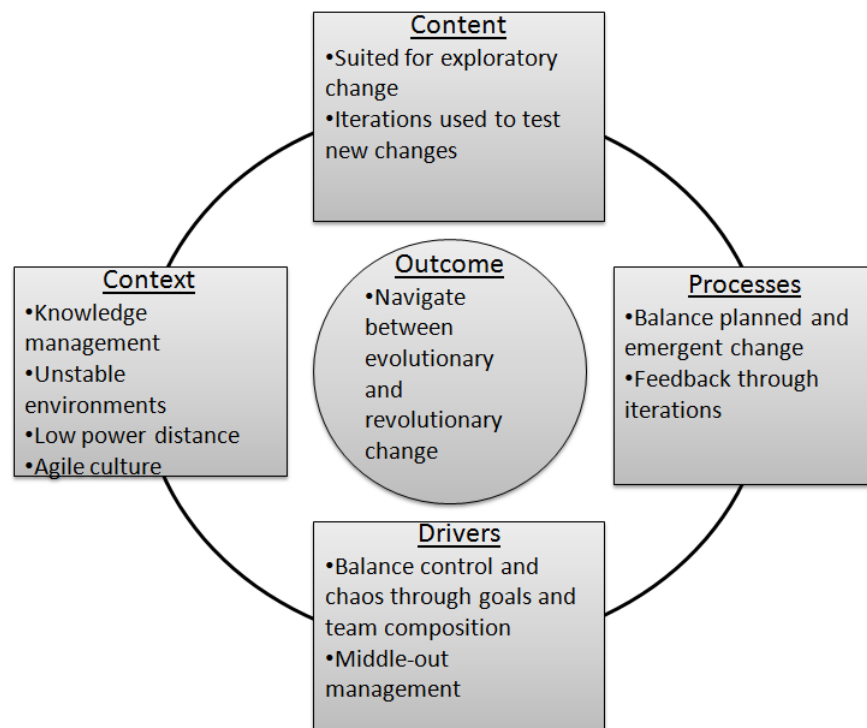 Content
•Suited for exploratory
change
•Iterations used to test
new changes
Context
•Knowledge
management
•Unstable
environments
•Low power distance
•Agile culture
Outcome
•Navigate
between
evolutionary
and
revolutionary
change
Processes
•Balance planned and
emergent change
•Feedback through
iterations
Drivers
•Balance control and
chaos through goals and
team composition
•Middle-out
management